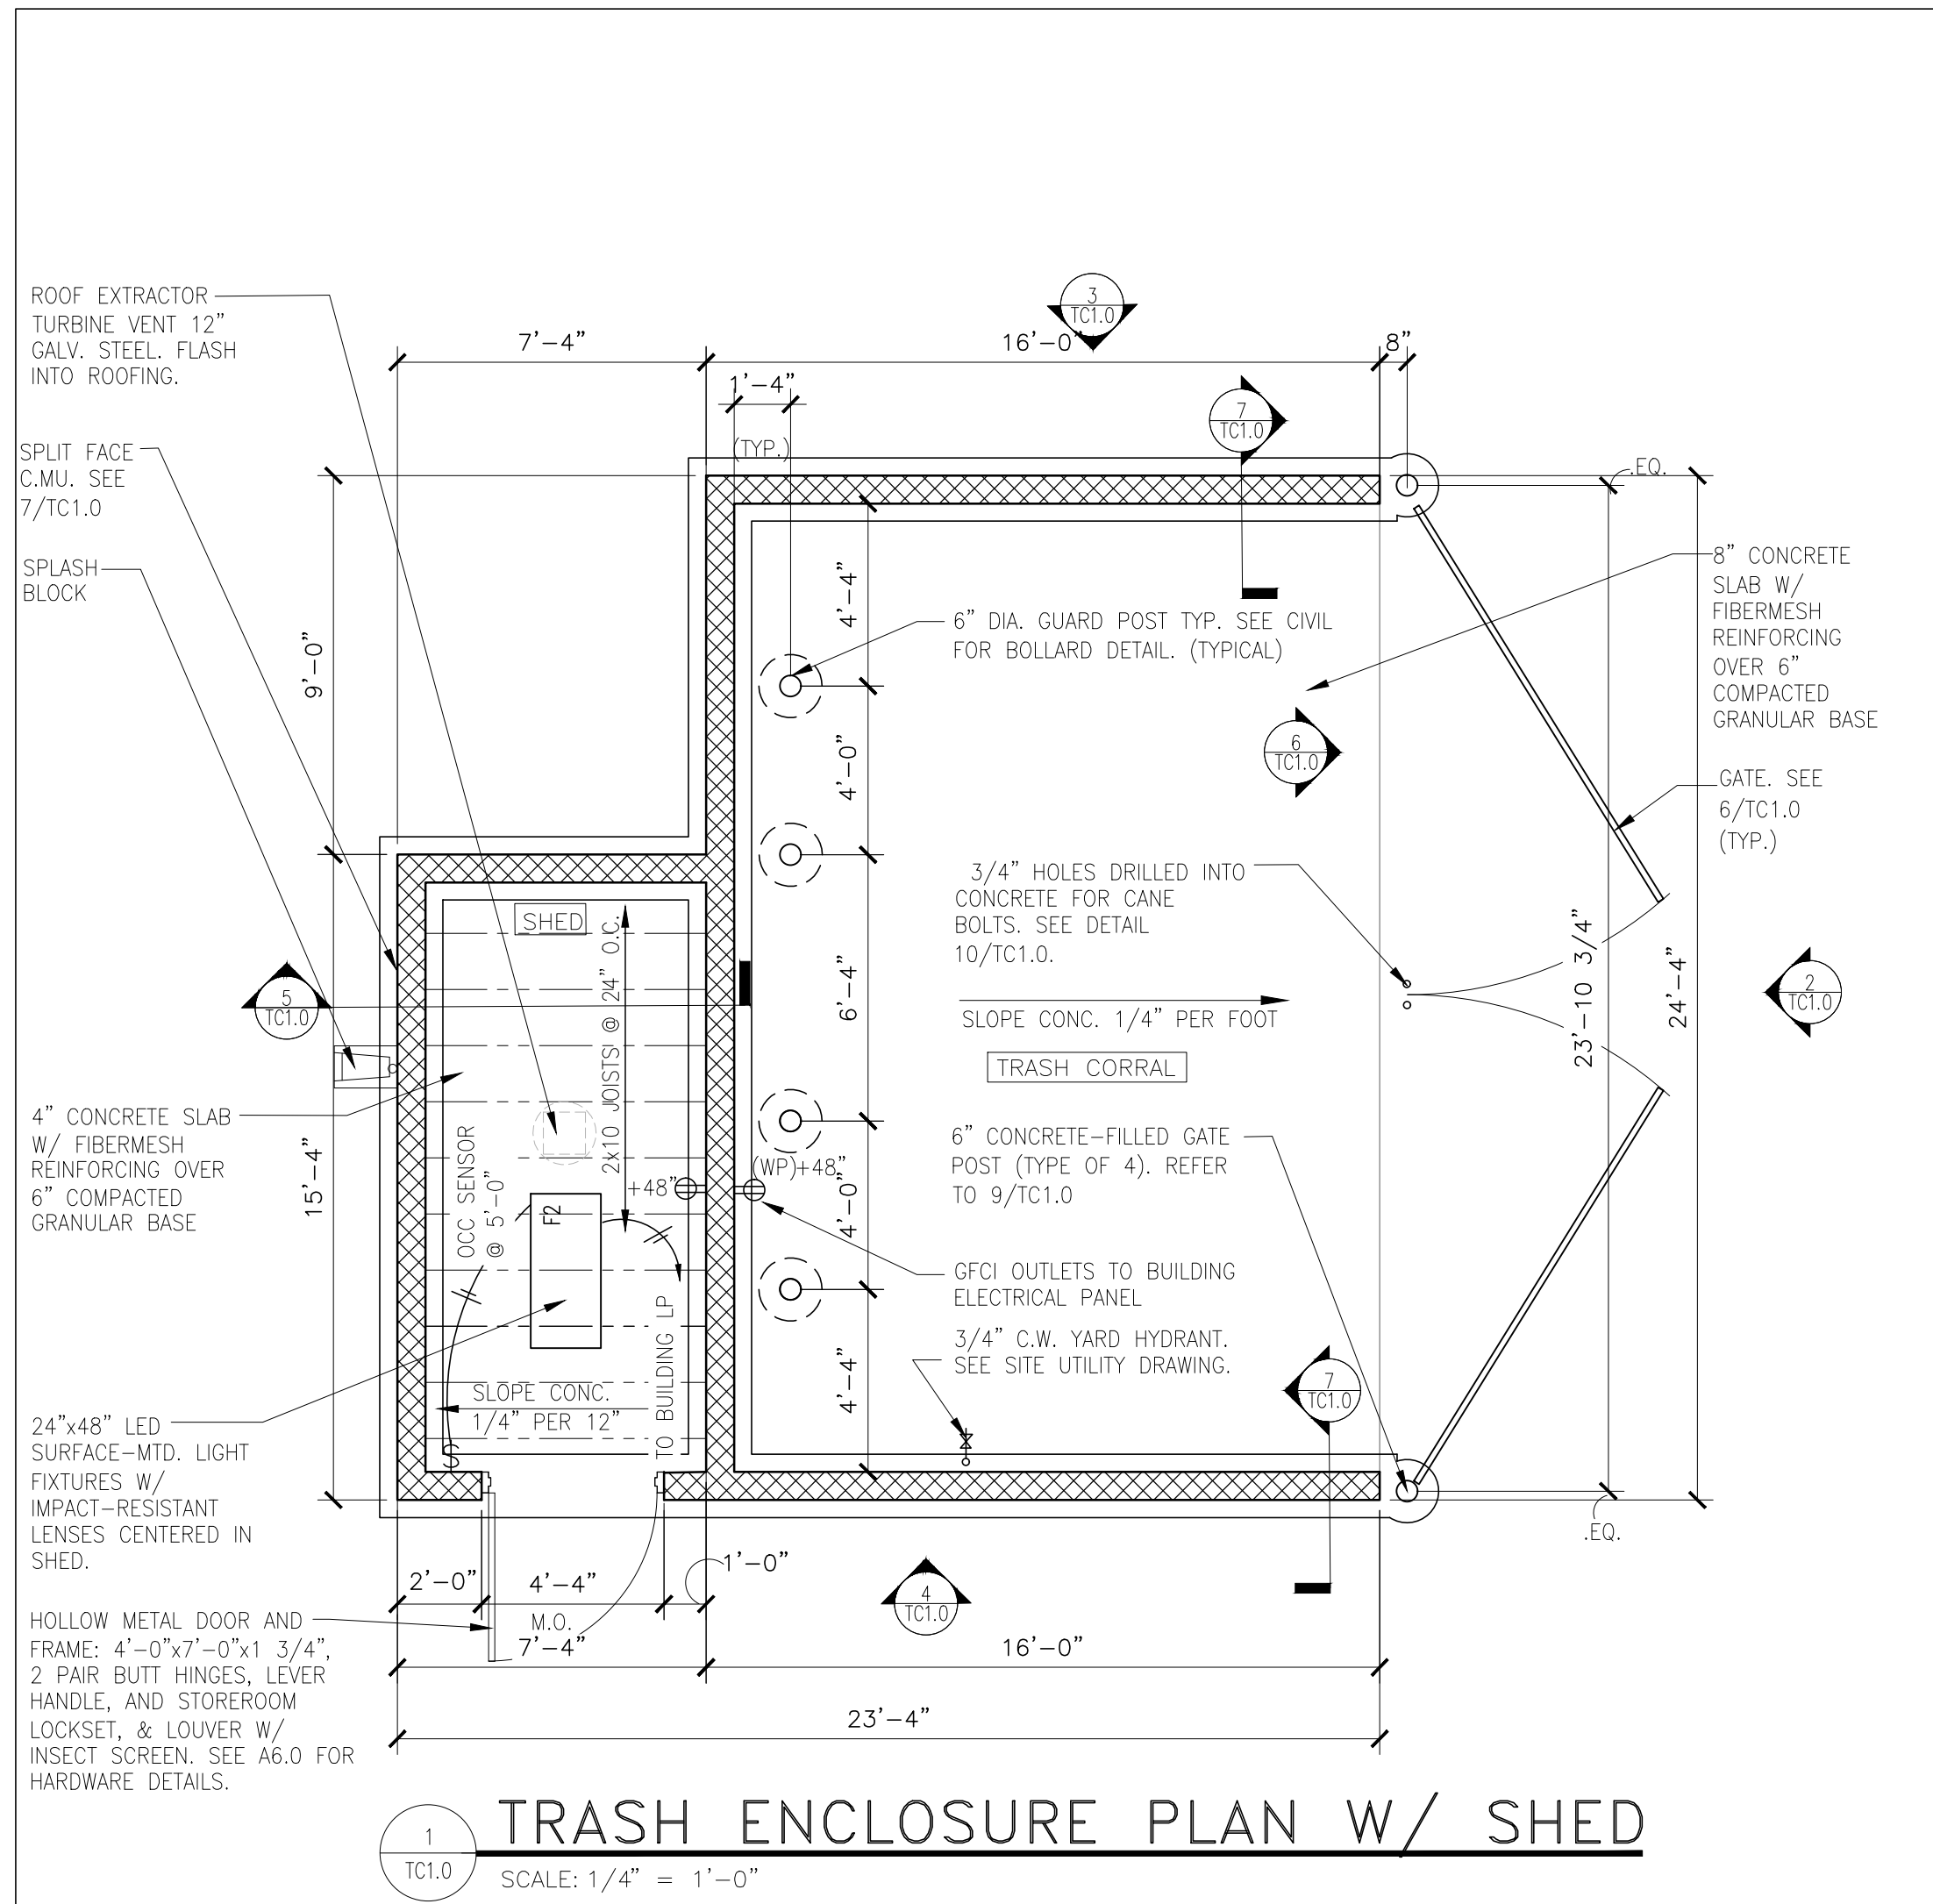 3
TC1.0
7'-4"
16'-0"
8"
1'-4"
(TYP.)
7
TC1.0
.EQ.
ROOF EXTRACTOR
TURBINE VENT 12"
GALV. STEEL. FLASH
INTO ROOFING.
SPLIT FACE
C.MU. SEE
7/TC1.0
SPLASH
BLOCK
9'-0"
4'-4"
6" DIA. GUARD POST TYP. SEE CIVIL
FOR BOLLARD DETAIL. (TYPICAL)
8" CONCRETE
SLAB W/
FIBERMESH
REINFORCING
OVER 6"
COMPACTED
GRANULAR BASE
4'-0"
6
TC1.0
GATE. SEE
6/TC1.0
(TYP.)
3/4" HOLES DRILLED INTO
CONCRETE FOR CANE
BOLTS. SEE DETAIL
10/TC1.0.
SHED
2x10 JOISTS @ 24" O.C.
5
TC1.0
6'-4"
SLOPE CONC. 1/4" PER FOOT
TRASH CORRAL
23'-10 3/4"
24'-4"
2
TC1.0
4" CONCRETE SLAB
W/ FIBERMESH
REINFORCING OVER
6" COMPACTED
GRANULAR BASE
15'-4"
OCC SENSOR
@ 5'-0"
F2
+48"
(WP)+48"
4'-0"
6" CONCRETE-FILLED GATE
POST (TYPE OF 4). REFER
TO 9/TC1.0
GFCI OUTLETS TO BUILDING
ELECTRICAL PANEL
3/4" C.W. YARD HYDRANT.
SEE SITE UTILITY DRAWING.
4'-4"
7
TC1.0
TO BUILDING LP
SLOPE CONC.
1/4" PER 12"
S
24"x48" LED
SURFACE-MTD. LIGHT
FIXTURES W/
IMPACT-RESISTANT
LENSES CENTERED IN
SHED.
.EQ.
2'-0"
4'-4"
M.O.
1'-0"
4
TC1.0
HOLLOW METAL DOOR AND
FRAME: 4'-0"x7'-0"x1 3/4",
2 PAIR BUTT HINGES, LEVER
HANDLE, AND STOREROOM
LOCKSET, & LOUVER W/
INSECT SCREEN. SEE A6.0 FOR
HARDWARE DETAILS.
7'-4"
16'-0"
23'-4"
1
TC1.0
TRASH ENCLOSURE PLAN W/ SHED
SCALE: 1/4" = 1'-0"